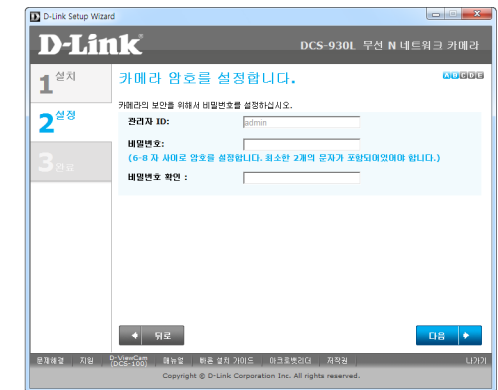 D-Link Setup Wizard
D-Link
DCS-930L 무선 N 네트워크 카메라
1 설치
2 설정
3 완료
카메라 암호를 설정합니다.
A B C D E
카메라의 보안을 위해서 비밀번호를 설정하십시오.
관리자 ID: admin
비밀번호:
(6-8 자 사이로 암호를 설정합니다. 최소한 2개의 문자가 포함되어있어야 합니다.)
비밀번호 확인 :
뒤로
다음
문제해결 지원 D-ViewCam (DCS-100) 매뉴얼 빠른 설치 가이드 아크로뱃리더 저작권 나가기
Copyright © D-Link Corporation Inc. All rights reserved.